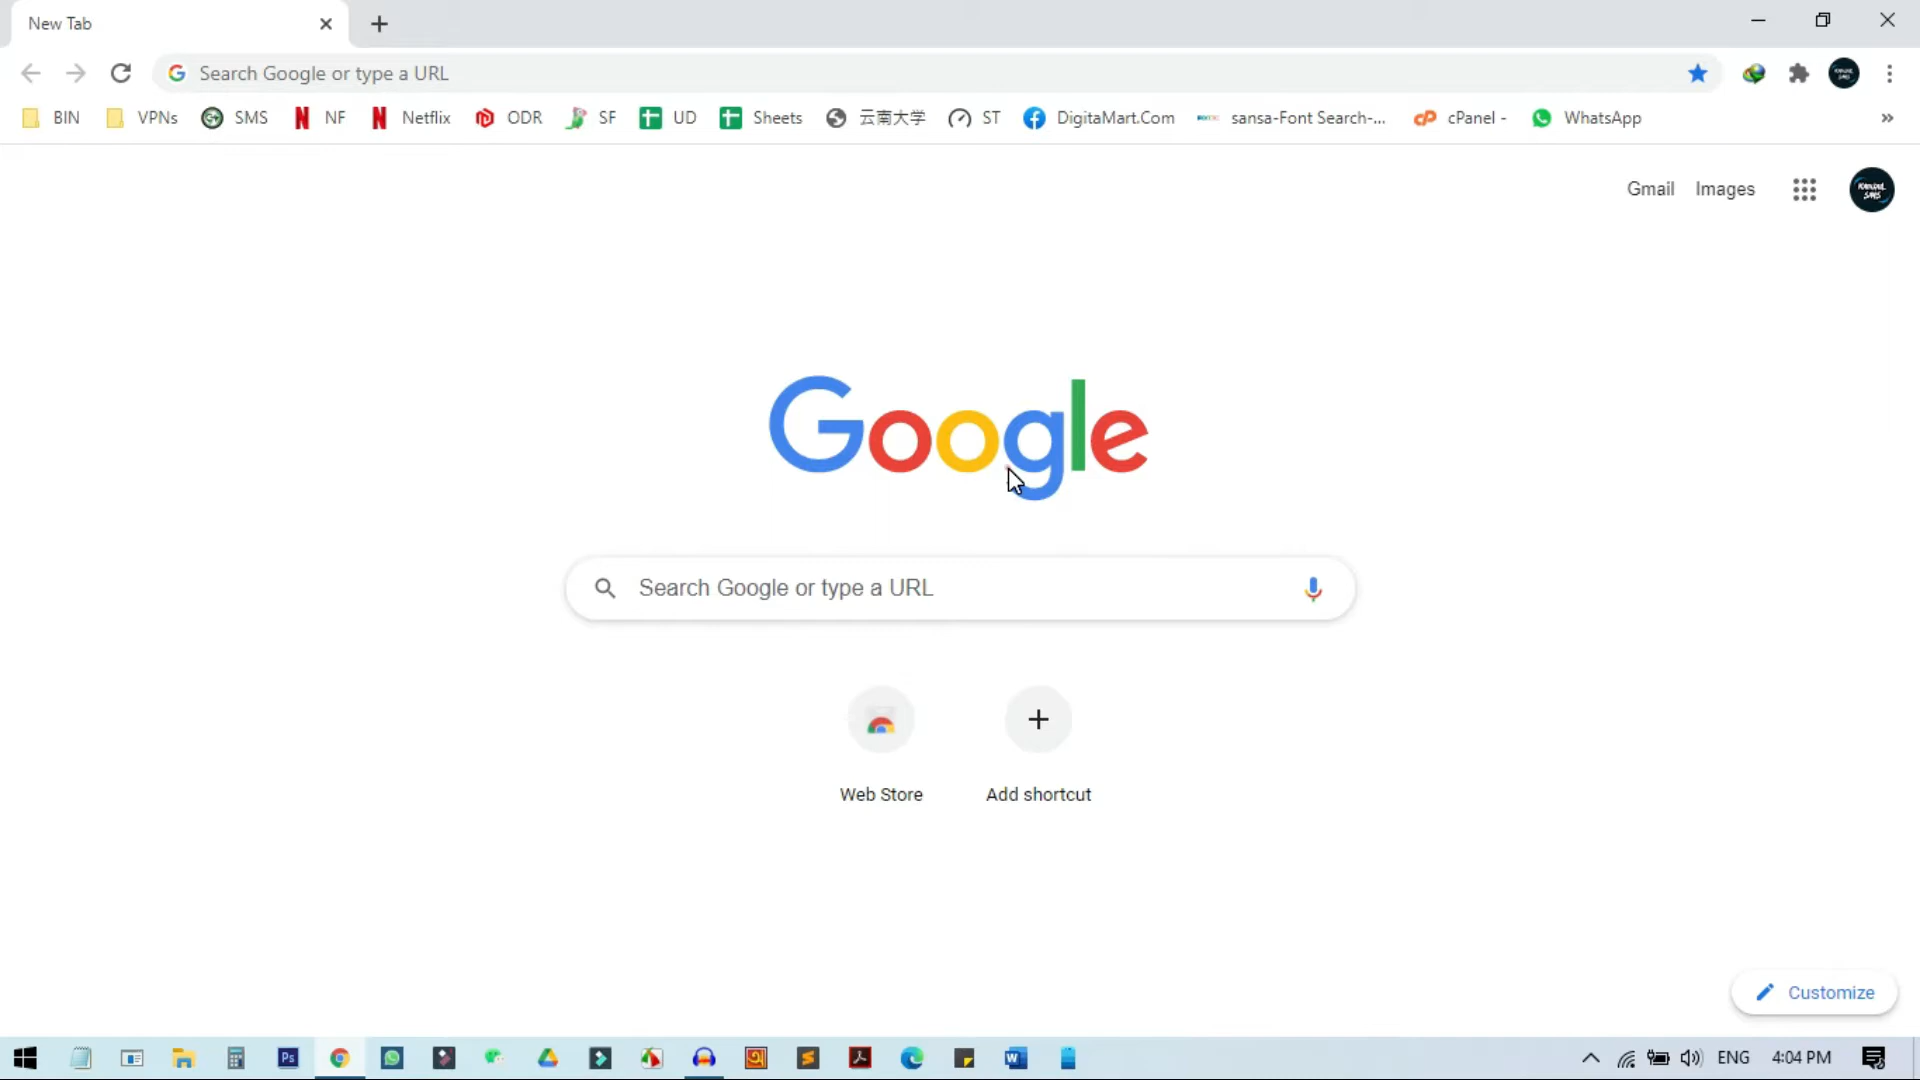 New Tab
Search Google or type a URL
BIN VPNs SMS NF Netflix ODR SF UD Sheets 云南大学 ST DigitaMart.Com sansa-Font Search-... cPanel - WhatsApp
Gmail Images
Google
Search Google or type a URL
Web Store Add shortcut
Customize
ENG 4:04 PM